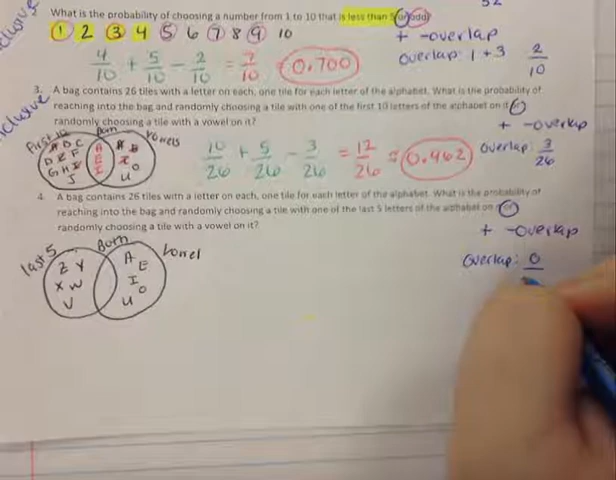 What is the probability of choosing a number from 1 to 10 that is less than 5 or odd?
1 2 3 4 5 6 7 8 9 10
+ -overlap
overlap: 1 + 3 2/10
4/10 + 5/10 - 2/10 = 7/10 = 0.700
3. A bag contains 26 tiles with a letter on each, one tile for each letter of the alphabet. What is the probability of
reaching into the bag and randomly choosing a tile with one of the first 10 letters of the alphabet on it or
randomly choosing a tile with a vowel on it?
+ -overlap
First 10 Both Vowels
10/26 + 5/26 - 3/26 = 12/26 = 0.462
overlap: 3/26
4. A bag contains 26 tiles with a letter on each, one tile for each letter of the alphabet. What is the probability of
reaching into the bag and randomly choosing a tile with one of the last 5 letters of the alphabet on it or
randomly choosing a tile with a vowel on it?
+ -overlap
last 5 Both vowel
Z Y A E
X W I
V U O
overlap: 0